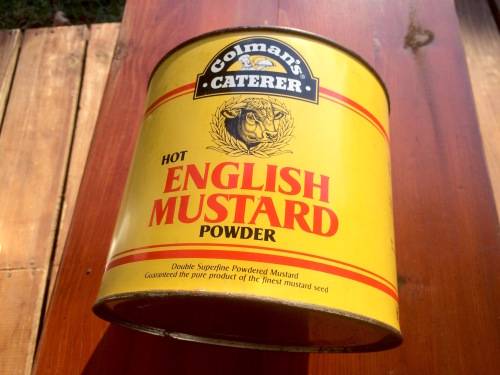 Colman's
• CATERER •
HOT
ENGLISH
MUSTARD
POWDER
Double Superfine Powdered Mustard
Guaranteed the pure product of the finest mustard seed